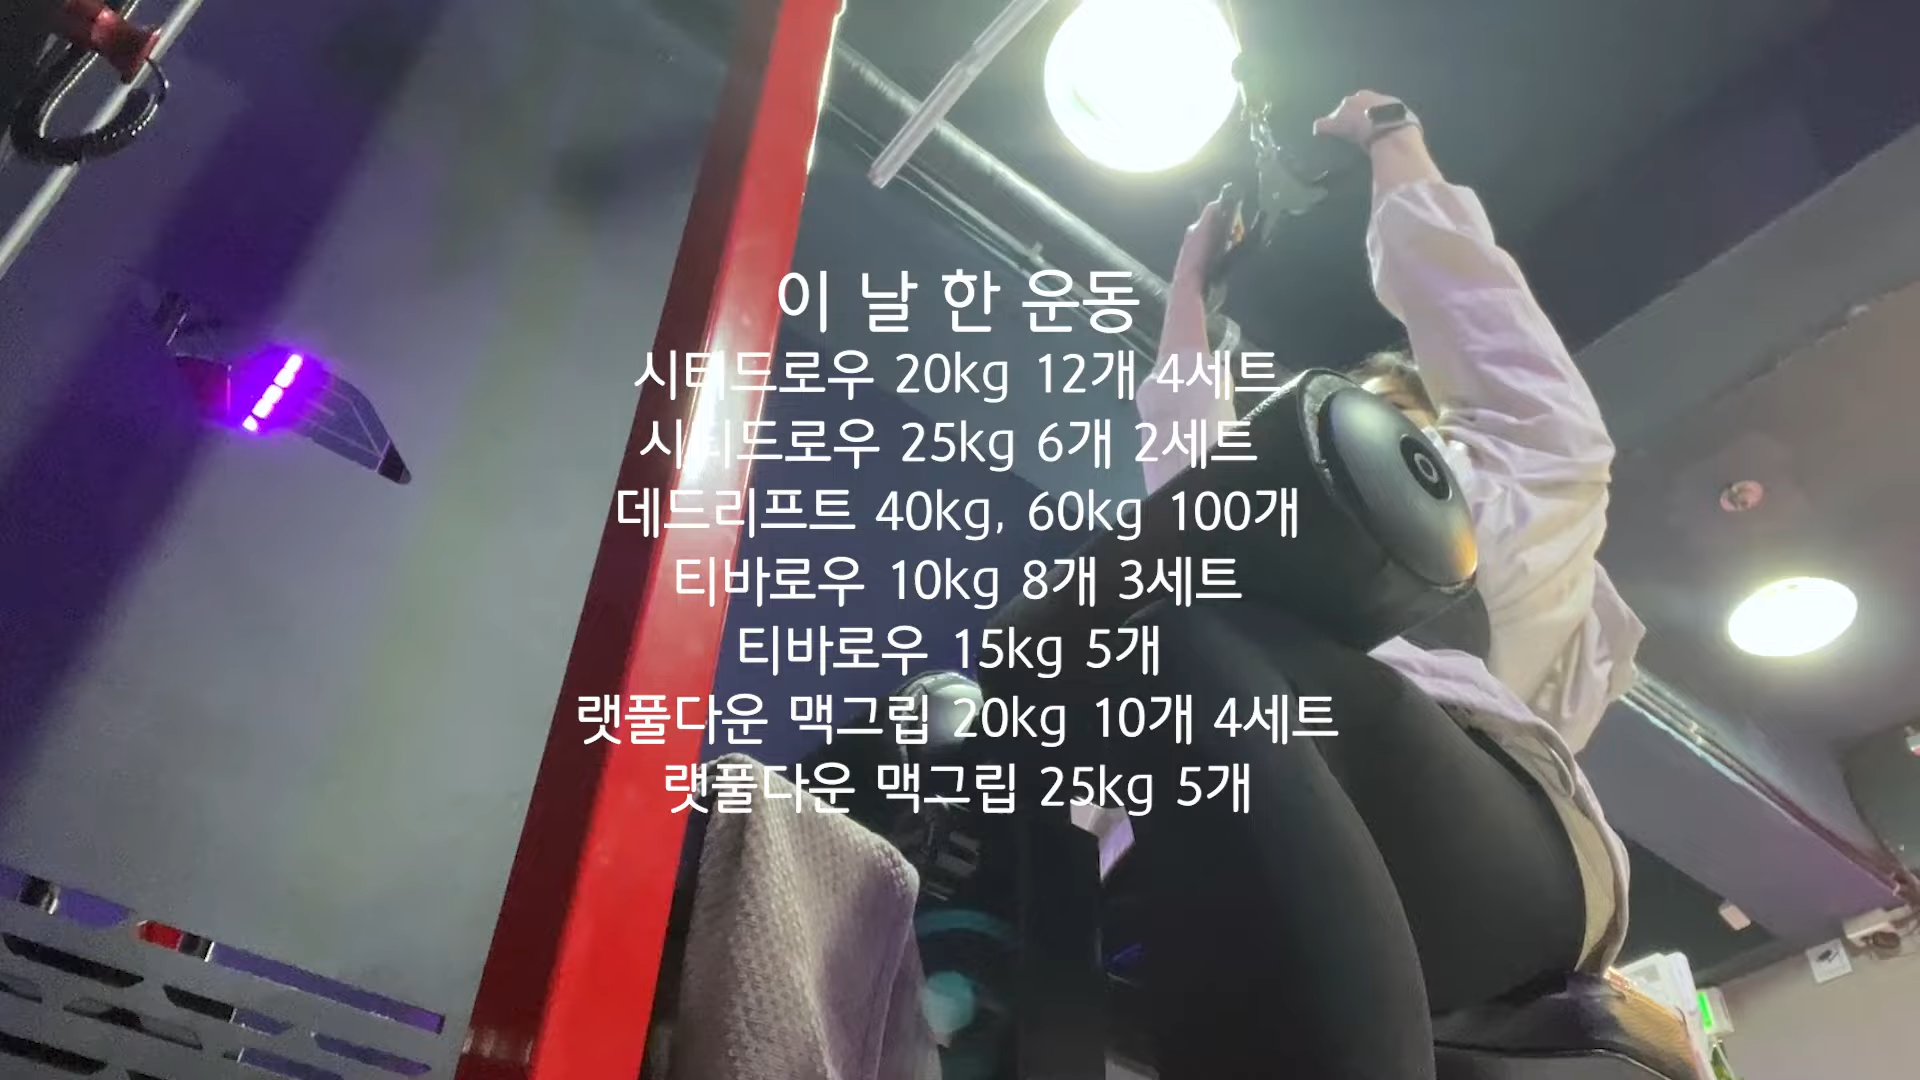 이 날 한 운동
시티드로우 20kg 12개 4세트
시티드로우 25kg 6개 2세트
데드리프트 40kg, 60kg 100개
티바로우 10kg 8개 3세트
티바로우 15kg 5개
랫풀다운 맥그립 20kg 10개 4세트
랫풀다운 맥그립 25kg 5개